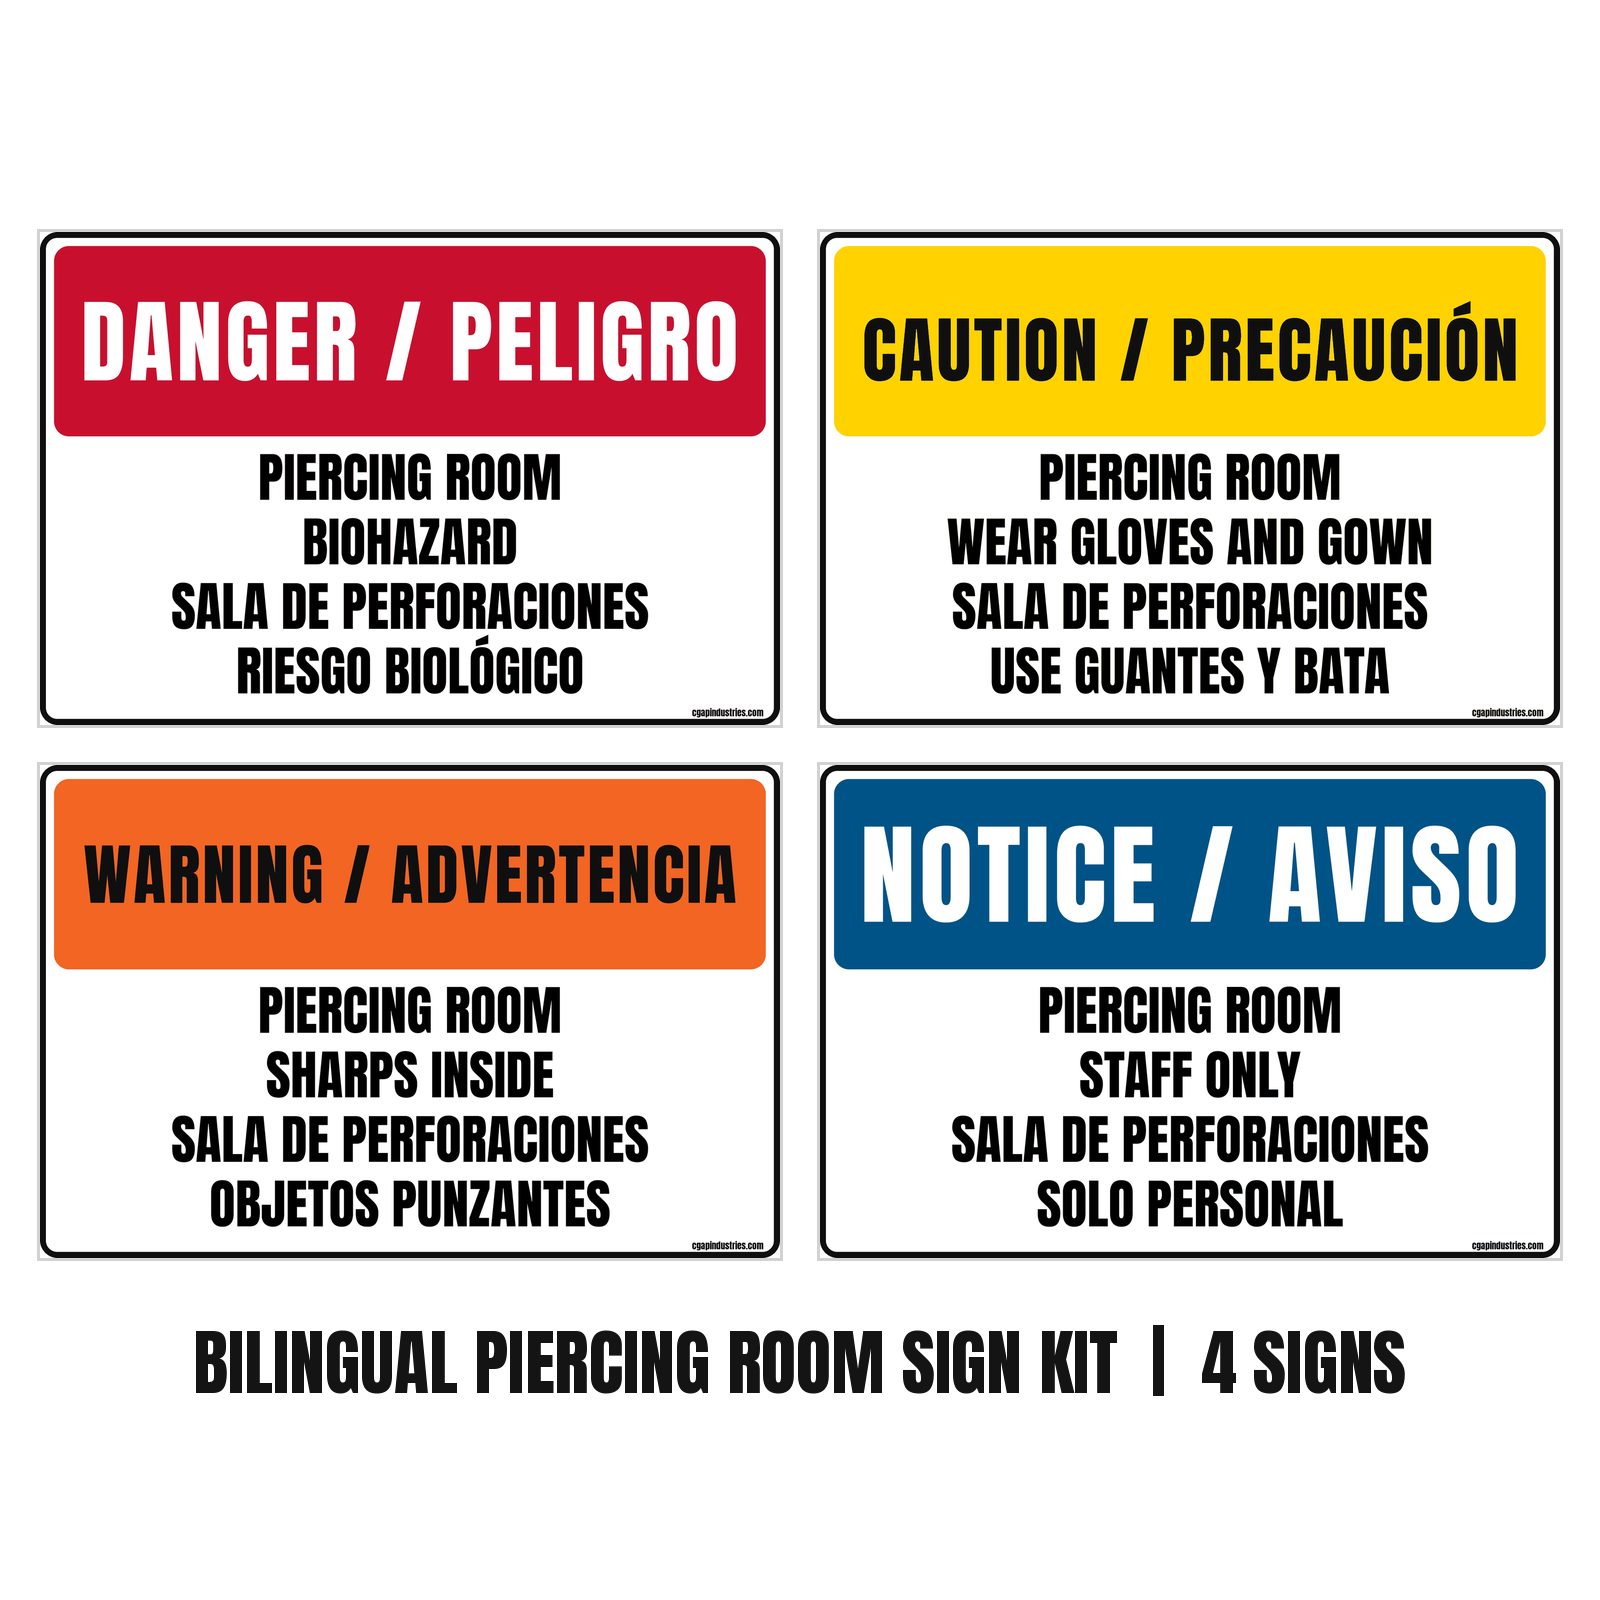 DANGER / PELIGRO
PIERCING ROOM
BIOHAZARD
SALA DE PERFORACIONES
RIESGO BIOLÓGICO
cgapindustries.com
CAUTION / PRECAUCIÓN
PIERCING ROOM
WEAR GLOVES AND GOWN
SALA DE PERFORACIONES
USE GUANTES Y BATA
cgapindustries.com
WARNING / ADVERTENCIA
PIERCING ROOM
SHARPS INSIDE
SALA DE PERFORACIONES
OBJETOS PUNZANTES
cgapindustries.com
NOTICE / AVISO
PIERCING ROOM
STAFF ONLY
SALA DE PERFORACIONES
SOLO PERSONAL
cgapindustries.com
BILINGUAL PIERCING ROOM SIGN KIT | 4 SIGNS